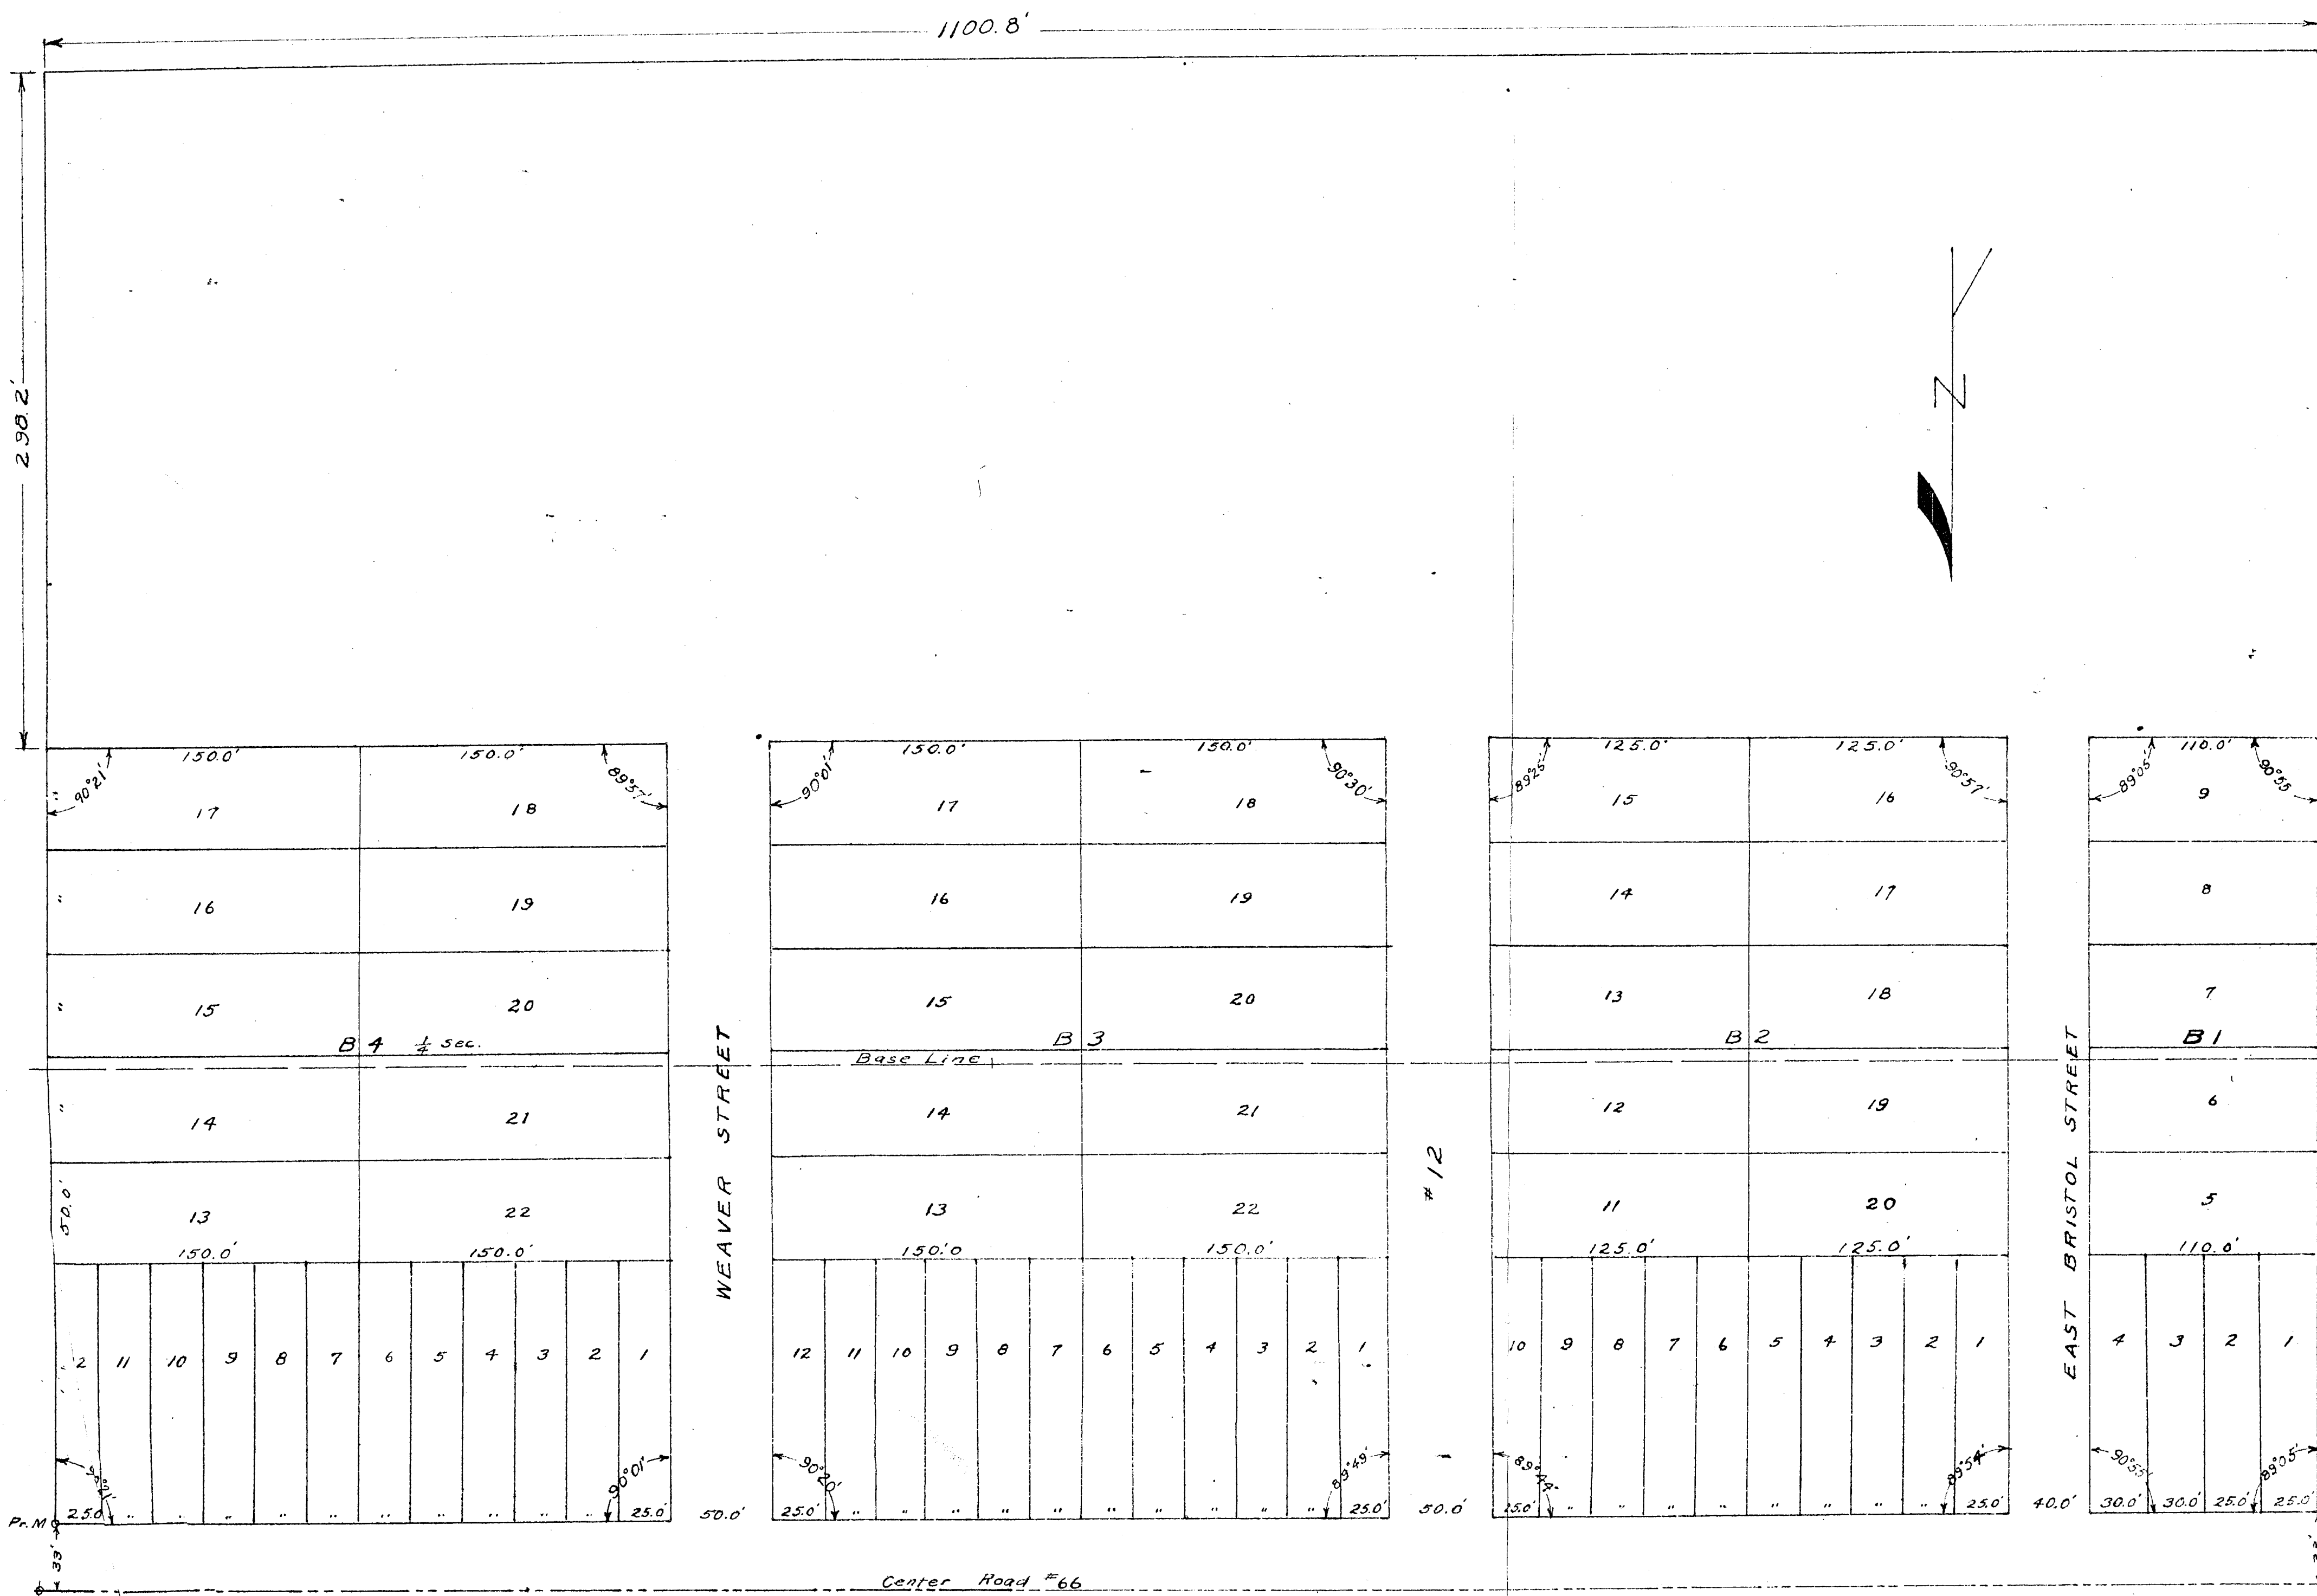 1100.8'
298.2'
N
150.0' 150.0' 150.0' 150.0' 125.0' 125.0' 110.0'
90°21' 89°57' 90°01' 90°30' 89°25' 90°57' 89°05' 90°55'
17 18 17 18 15 16 9
16 19 16 19 14 17 8
15 20 15 20 13 18 7
B 4 ¼ sec. B 3 B 2 B 1
Base Line
14 21 14 21 12 19 6
WEAVER STREET
#12
EAST BRISTOL STREET
50.0'
13 22 13 22 11 20 5
150.0' 150.0' 150.'0 150.0' 125.0' 125.0' 110.0'
2 11 10 9 8 7 6 5 4 3 2 1
12 11 10 9 8 7 6 5 4 3 2 1
10 9 8 7 6 5 4 3 2 1
4 3 2 1
90°01' 90°20' 89°49' 89°44' 89°54' 90°55' 89°05'
Pr. M 25.0 " " " " " " " " " " 25.0' 50.0' 25.0' " " " " " " " " " " 25.0' 50.0' 25.0' " " " " " " " " 25.0' 40.0' 30.0' 30.0' 25.0' 25.0'
33'
Center Road #66